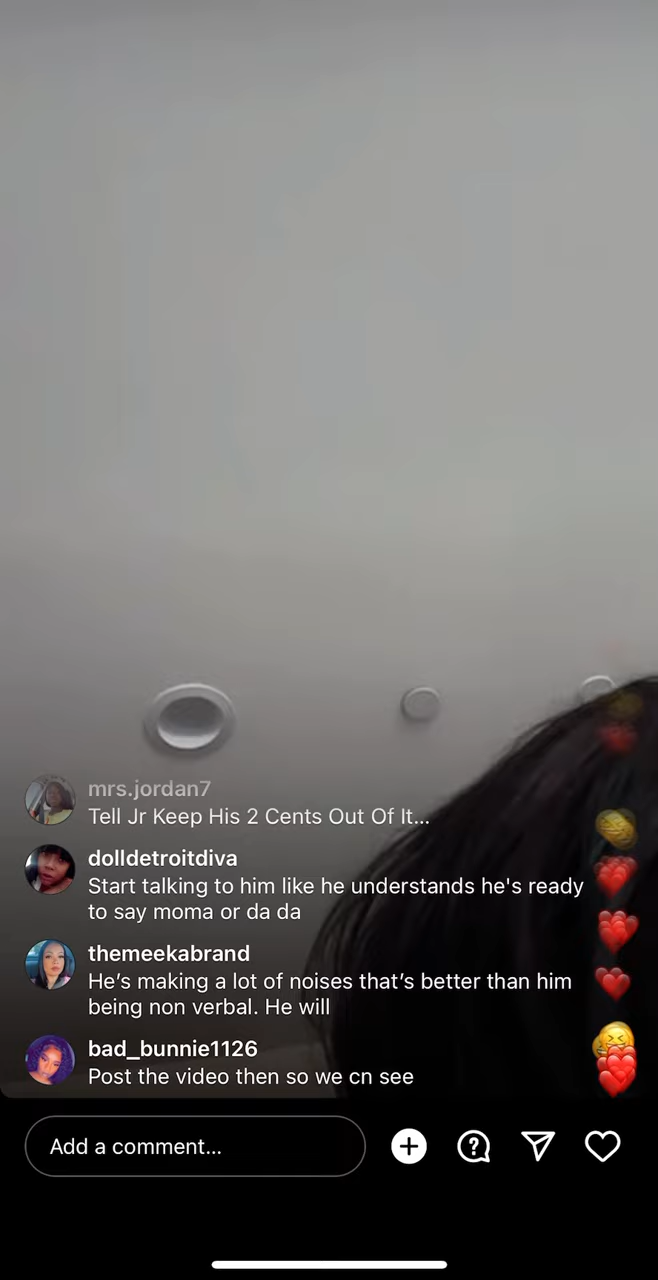 mrs.jordan7
Tell Jr Keep His 2 Cents Out Of It...
dolldetroitdiva
Start talking to him like he understands he's ready
to say moma or da da
themeekabrand
He’s making a lot of noises that’s better than him
being non verbal. He will
bad_bunnie1126
Post the video then so we cn see
Add a comment...